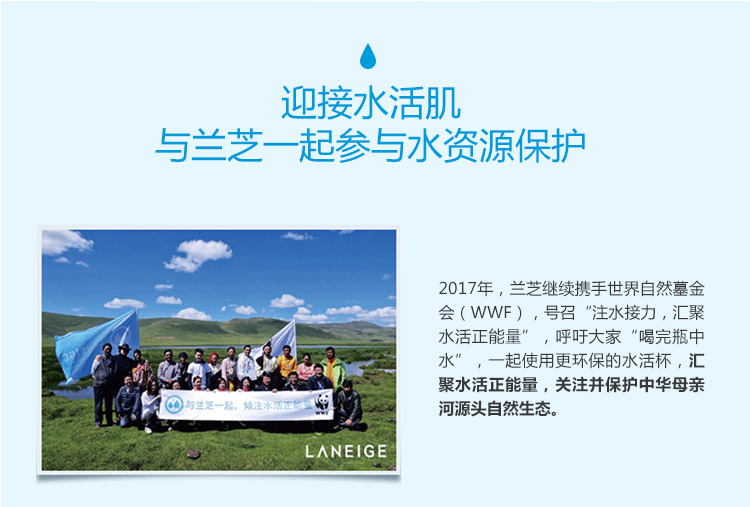 迎接水活肌
与兰芝一起参与水资源保护
2017年，兰芝继续携手世界自然墓金
会（WWF），号召“注水接力，汇聚
水活正能量”，呼吁大家“喝完瓶中
水”，一起使用更环保的水活杯，汇
聚水活正能量，关注并保护中华母亲
河源头自然生态。
与兰芝一起，倾注水活正能量
WWF
LANEIGE